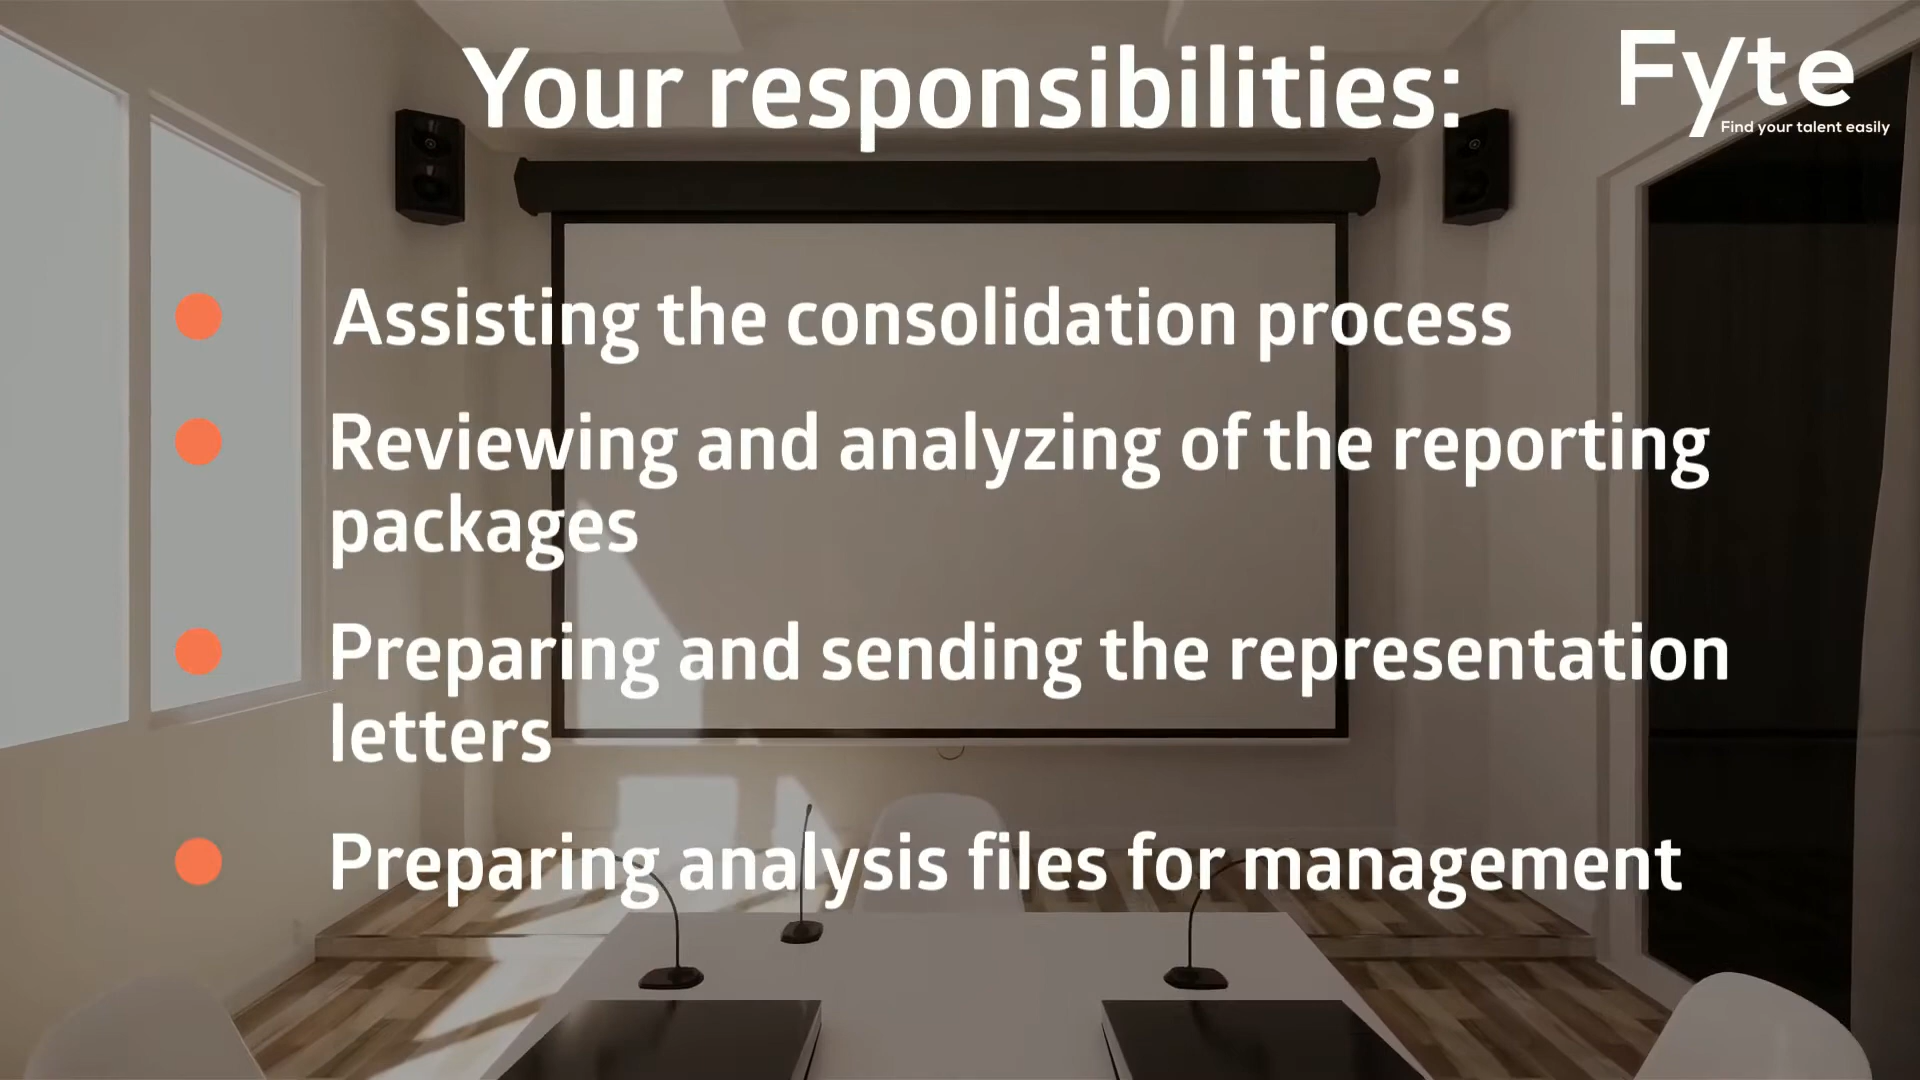 Your responsibilities:
Fyte
Find your talent easily
Assisting the consolidation process
Reviewing and analyzing of the reporting
packages
Preparing and sending the representation
letters
Preparing analysis files for management